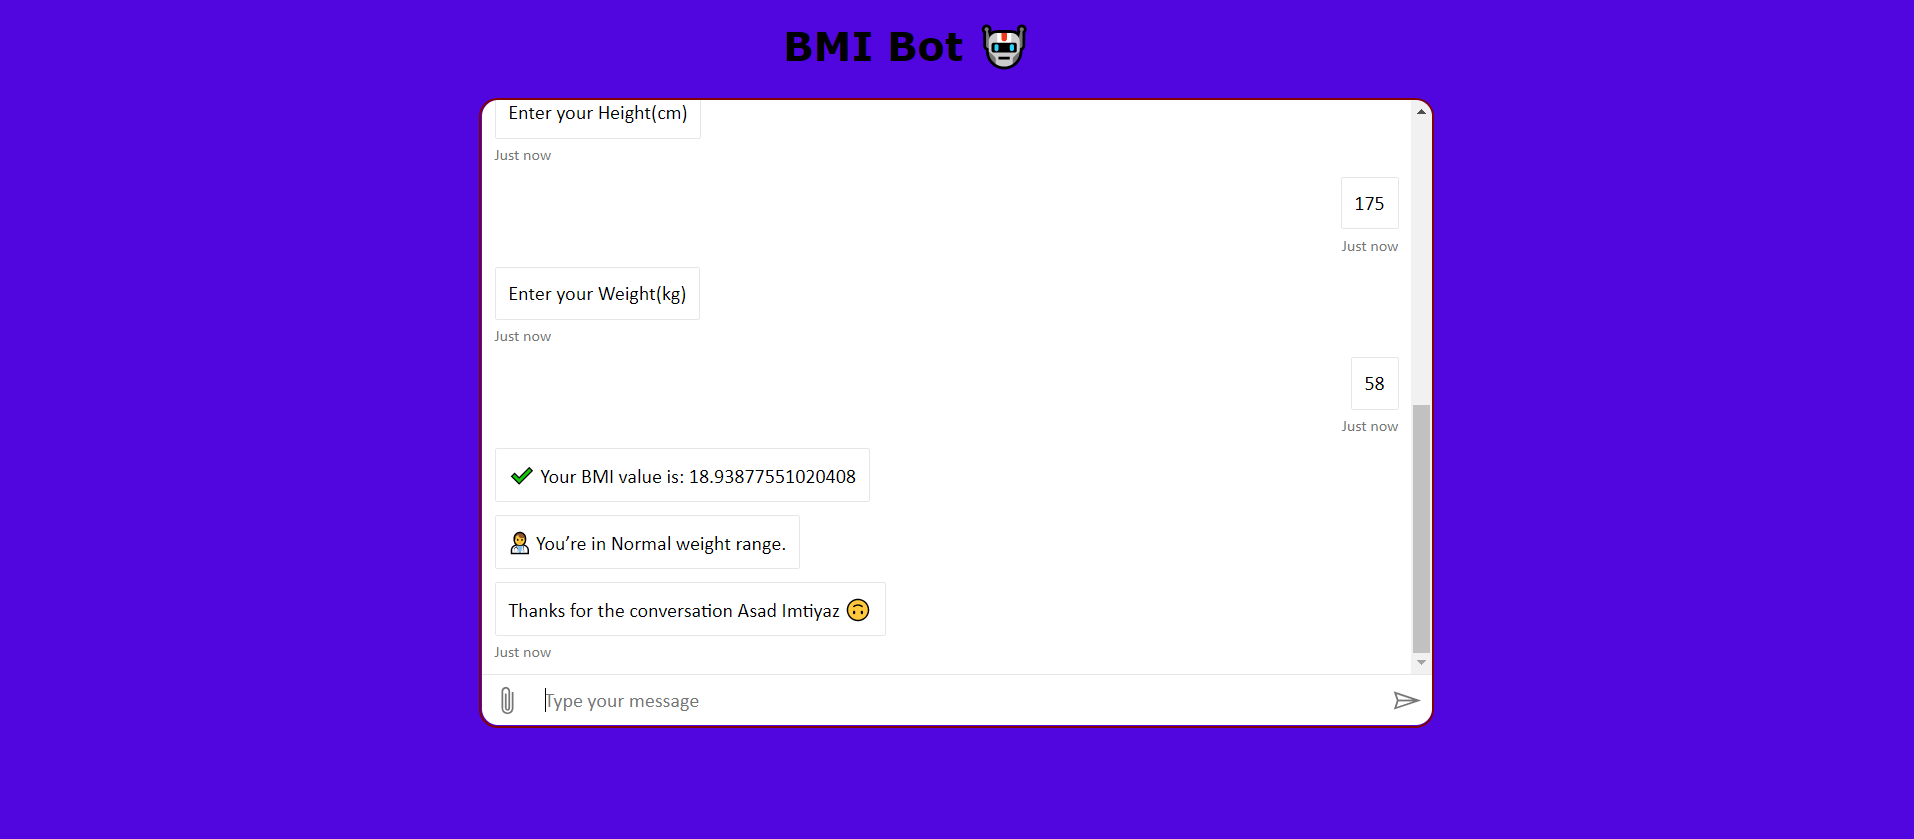 BMI Bot
Enter your Height(cm)
Just now
175
Just now
Enter your Weight(kg)
Just now
58
Just now
Your BMI value is: 18.93877551020408
You’re in Normal weight range.
Thanks for the conversation Asad Imtiyaz 🙃
Just now
Type your message